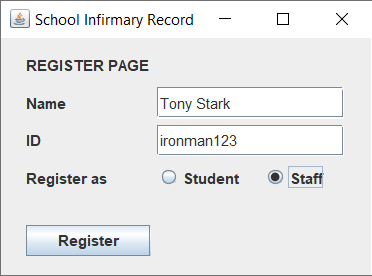 School Infirmary Record
REGISTER PAGE
Name Tony Stark
ID ironman123
Register as Student Staff
Register